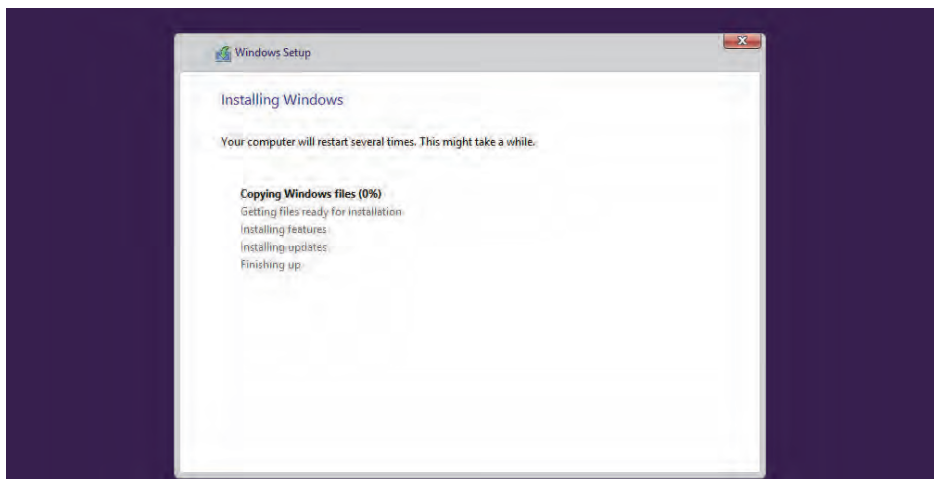 Windows Setup
Installing Windows
Your computer will restart several times. This might take a while.
Copying Windows files (0%)
Getting files ready for installation
Installing features
Installing updates
Finishing up